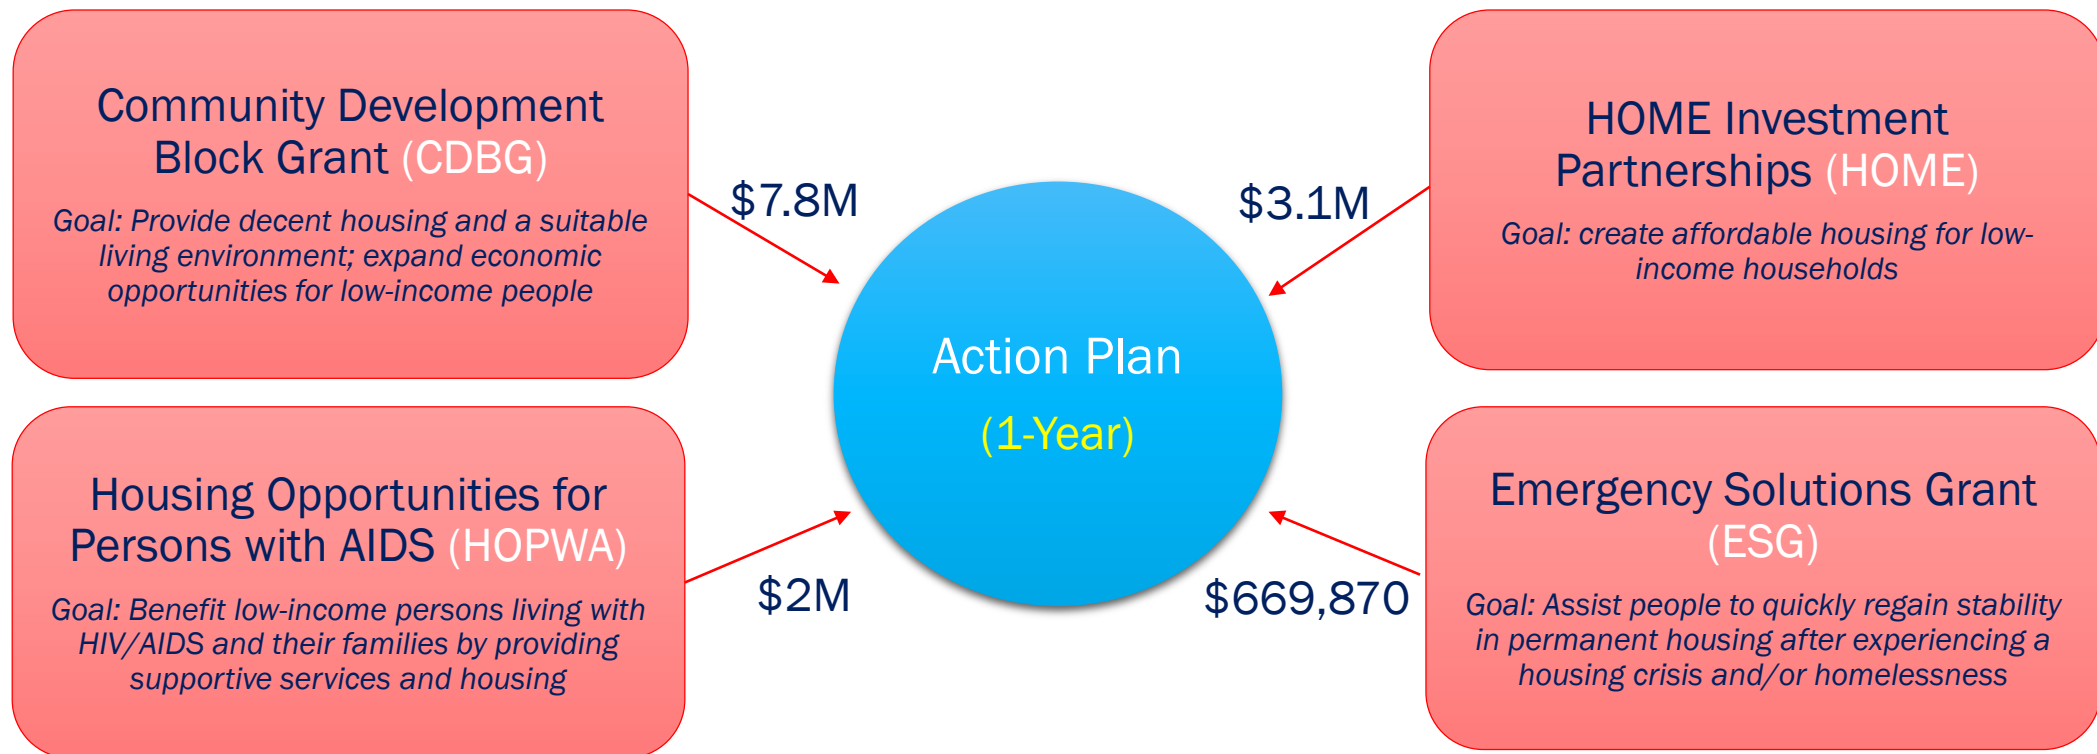 Community Development
Block Grant (CDBG)
Goal: Provide decent housing and a suitable
living environment; expand economic
opportunities for low-income people
$7.8M
HOME Investment
Partnerships (HOME)
Goal: create affordable housing for low-
income households
$3.1M
Action Plan
(1-Year)
Housing Opportunities for
Persons with AIDS (HOPWA)
Goal: Benefit low-income persons living with
HIV/AIDS and their families by providing
supportive services and housing
$2M
Emergency Solutions Grant
(ESG)
Goal: Assist people to quickly regain stability
in permanent housing after experiencing a
housing crisis and/or homelessness
$669,870